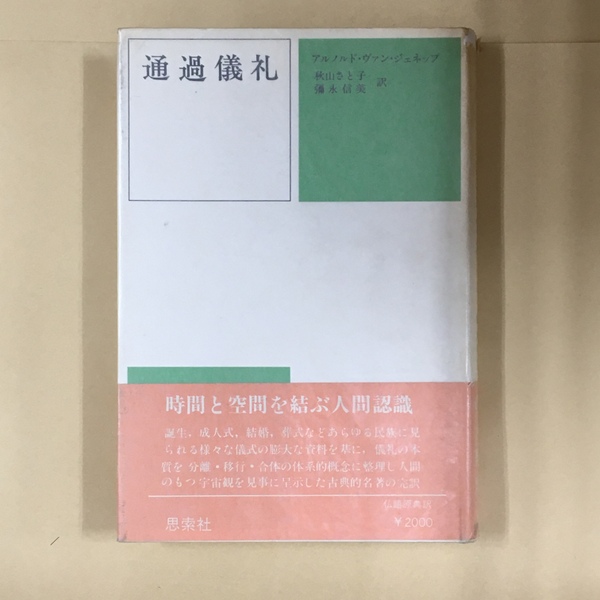 通過儀礼
アルノルド・ヴァン・ジェネップ
秋山さと子
彌永信美 訳
時間と空間を結ぶ人間認識
誕生，成人式，結婚，葬式などあらゆる民族に見
られる様々な儀式の膨大な資料を基に，儀礼の本
質を 分離・移行・合体の体系的概念に整理し人間
のもつ宇宙観を見事に呈示した古典的名著の完訳
思索社
¥2000